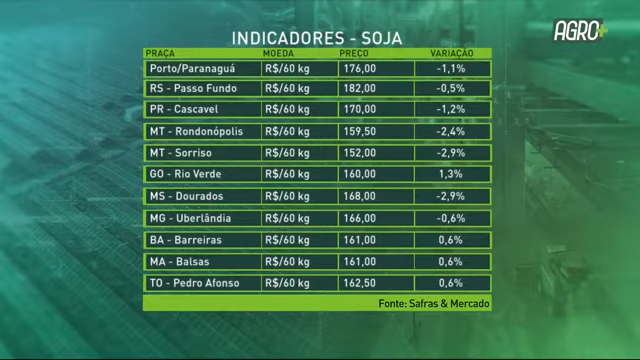 AGRO+
INDICADORES - SOJA
PRAÇA MOEDA PREÇO VARIAÇÃO
Porto/Paranaguá R$/60 kg 176,00 -1,1%
RS - Passo Fundo R$/60 kg 182,00 -0,5%
PR - Cascavel R$/60 kg 170,00 -1,2%
MT - Rondonópolis R$/60 kg 159,50 -2,4%
MT - Sorriso R$/60 kg 152,00 -2,9%
GO - Rio Verde R$/60 kg 160,00 1,3%
MS - Dourados R$/60 kg 168,00 -2,9%
MG - Uberlândia R$/60 kg 166,00 -0,6%
BA - Barreiras R$/60 kg 161,00 0,6%
MA - Balsas R$/60 kg 161,00 0,6%
TO - Pedro Afonso R$/60 kg 162,50 0,6%
Fonte: Safras & Mercado